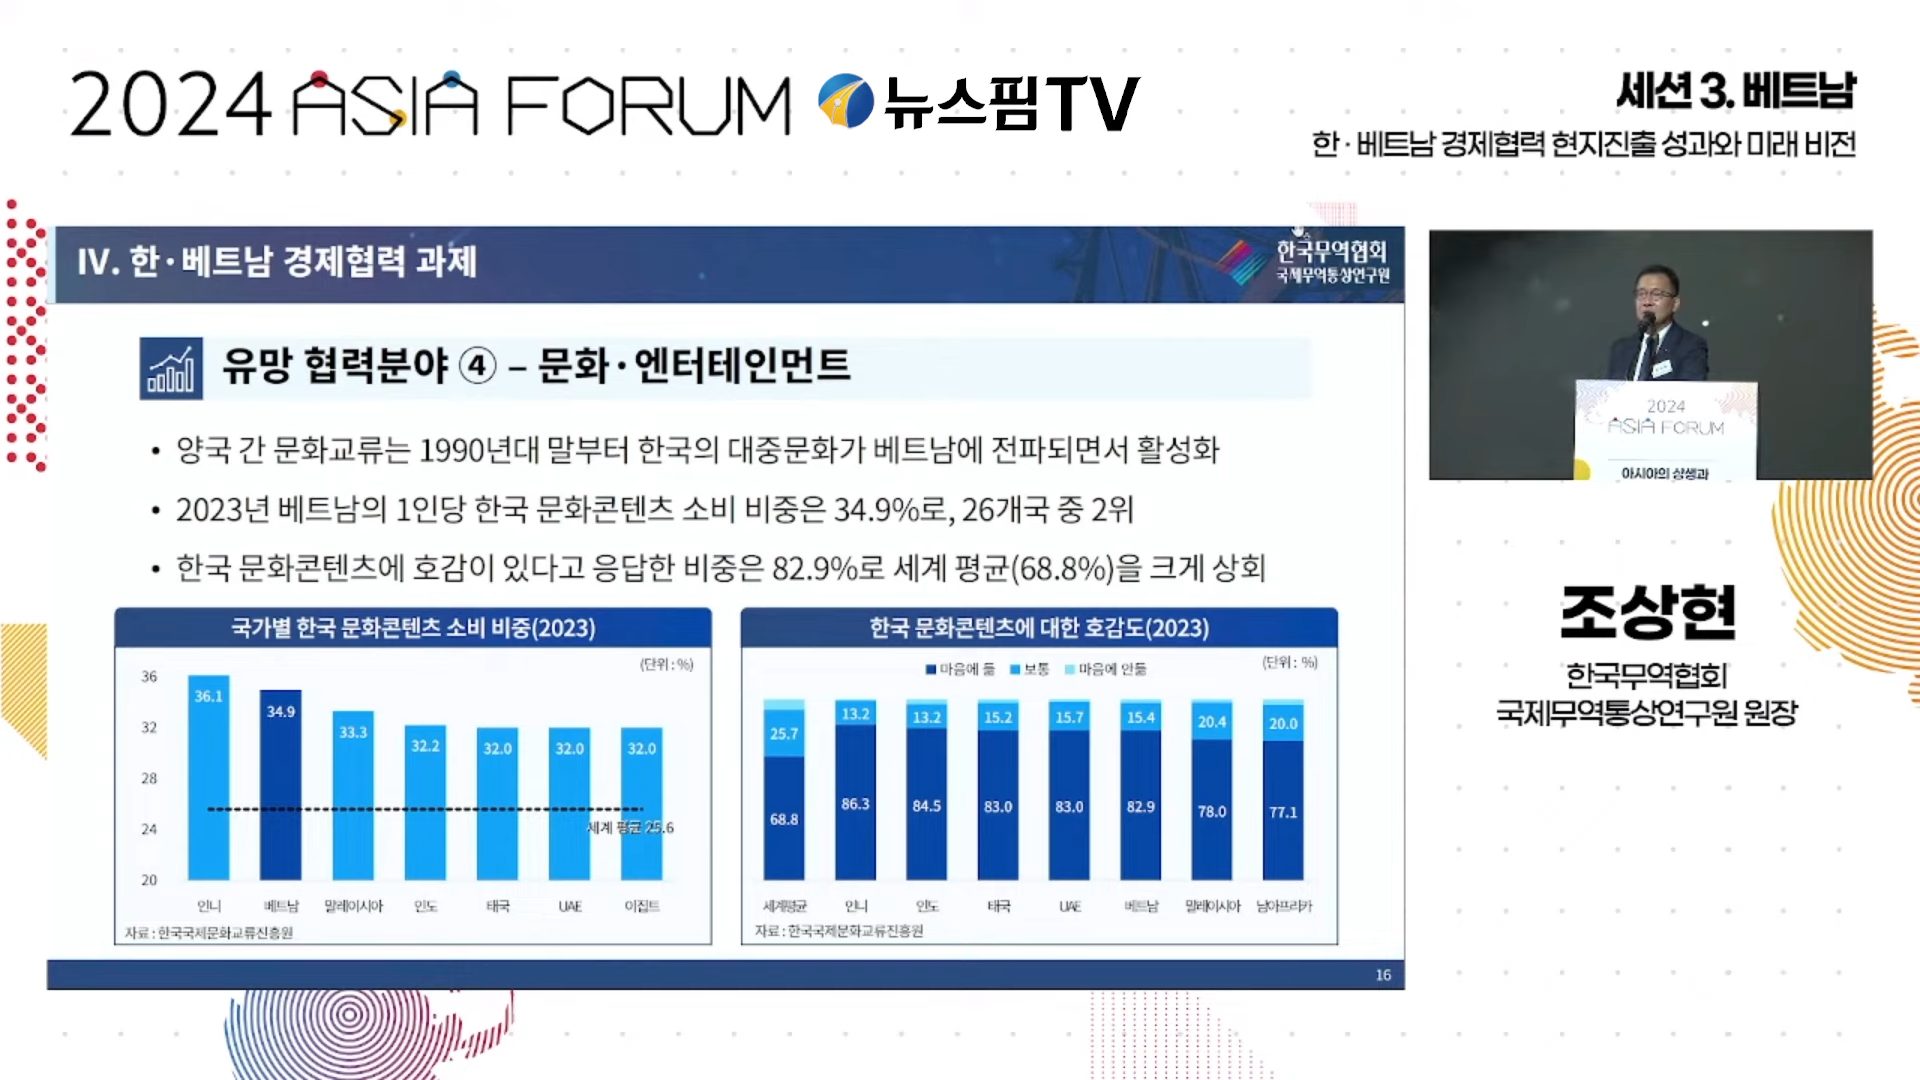 2024 ASIA FORUM 뉴스핌TV
세션 3. 베트남
한·베트남 경제협력 현지진출 성과와 미래 비전
IV. 한·베트남 경제협력 과제
한국무역협회
국제무역통상연구원
유망 협력분야 ④ – 문화·엔터테인먼트
• 양국 간 문화교류는 1990년대 말부터 한국의 대중문화가 베트남에 전파되면서 활성화
• 2023년 베트남의 1인당 한국 문화콘텐츠 소비 비중은 34.9%로, 26개국 중 2위
• 한국 문화콘텐츠에 호감이 있다고 응답한 비중은 82.9%로 세계 평균(68.8%)을 크게 상회
국가별 한국 문화콘텐츠 소비 비중(2023)
(단위 : %)
36
32
28
24
20
36.1
34.9
33.3
32.2
32.0
32.0
32.0
세계 평균 25.6
인니 베트남 말레이시아 인도 태국 UAE 이집트
자료 : 한국국제문화교류진흥원
한국 문화콘텐츠에 대한 호감도(2023)
마음에 듦 보통 마음에 안듦
(단위 : %)
25.7 13.2 13.2 15.2 15.7 15.4 20.4 20.0
68.8 86.3 84.5 83.0 83.0 82.9 78.0 77.1
세계평균 인니 인도 태국 UAE 베트남 말레이시아 남아프리카
자료 : 한국국제문화교류진흥원
16
2024
ASIA FORUM
아시아의 상생과
조상현
한국무역협회
국제무역통상연구원 원장